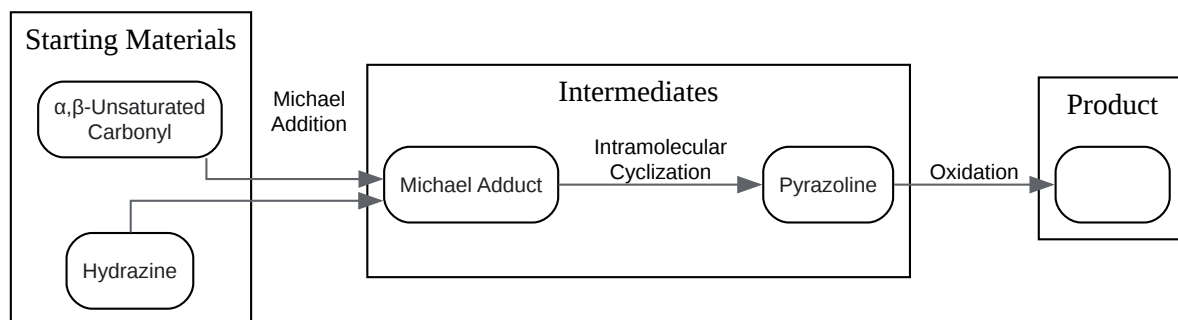 Starting Materials
α,β-Unsaturated
Carbonyl
Hydrazine
Michael
Addition
Intermediates
Michael Adduct
Intramolecular
Cyclization
Pyrazoline
Oxidation
Product